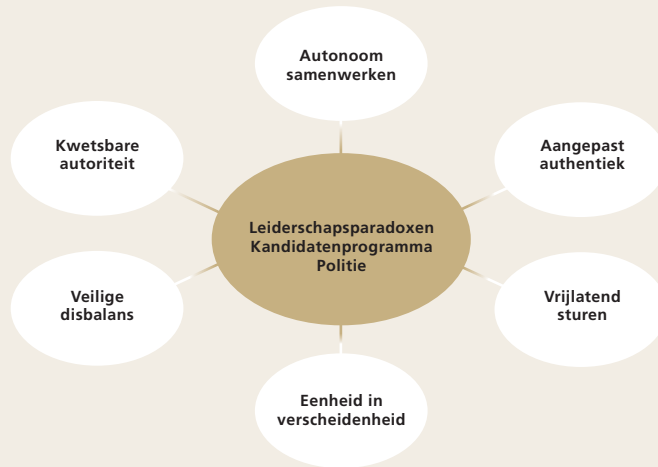 Autonoom
samenwerken
Kwetsbare
autoriteit
Aangepast
authentiek
Leiderschapsparadoxen
Kandidatenprogramma
Politie
Veilige
disbalans
Vrijlatend
sturen
Eenheid in
verscheidenheid